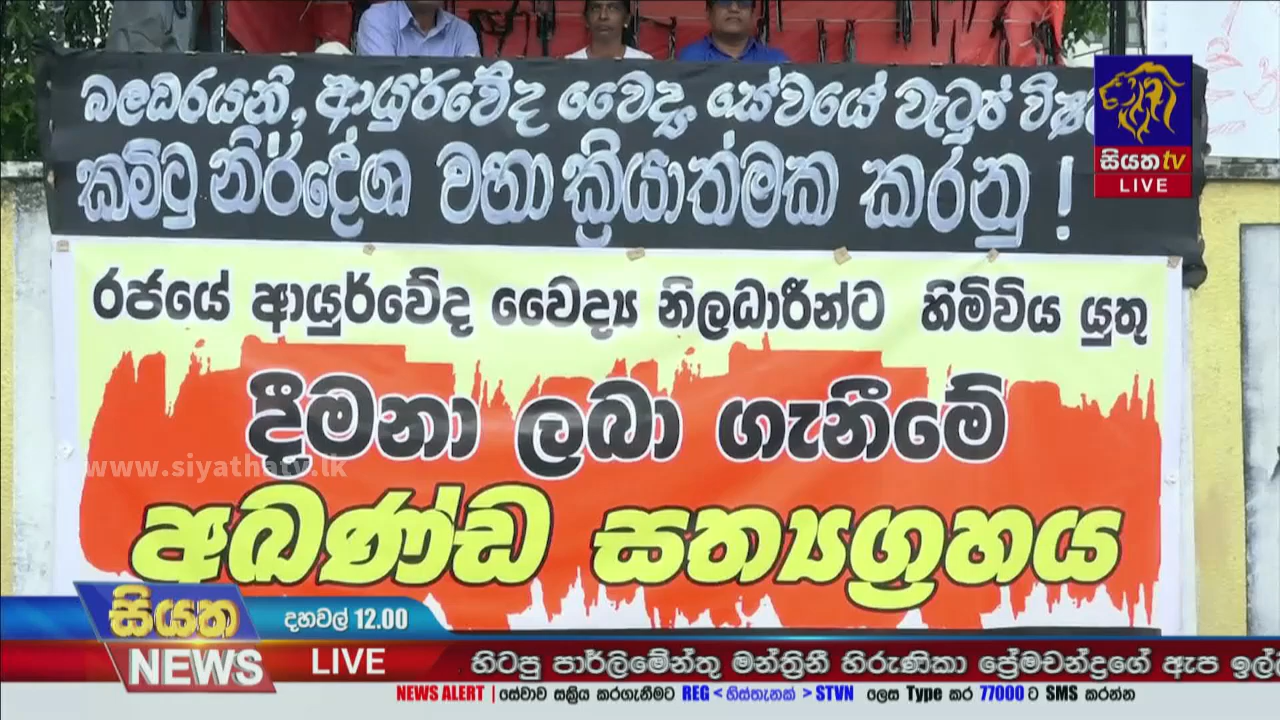 බලධරයනි, ආයුර්වේද වෛද්‍ය සේවයේ වැටුප්
කමිටු නිර්දේශ වහා ක්‍රියාත්මක කරනු !
සියත tv
LIVE
රජයේ ආයුර්වේද වෛද්‍ය නිලධාරීන්ට හිමිවිය යුතු
දීමනා ලබා ගැනීමේ
www.siyathatv.lk
අඛණ්ඩ සත්‍යග්‍රහය
සියත දහවල් 12.00
NEWS LIVE හිටපු පාර්ලිමේන්තු මන්ත්‍රිනී හිරුණිකා ප්‍රේමචන්ද්‍රගේ ඇප
NEWS ALERT | සේවාව සක්‍රිය කරගැනීමට REG < හිස්තැනක් > STVN ලෙස Type කර 77000 ට SMS කරන්න